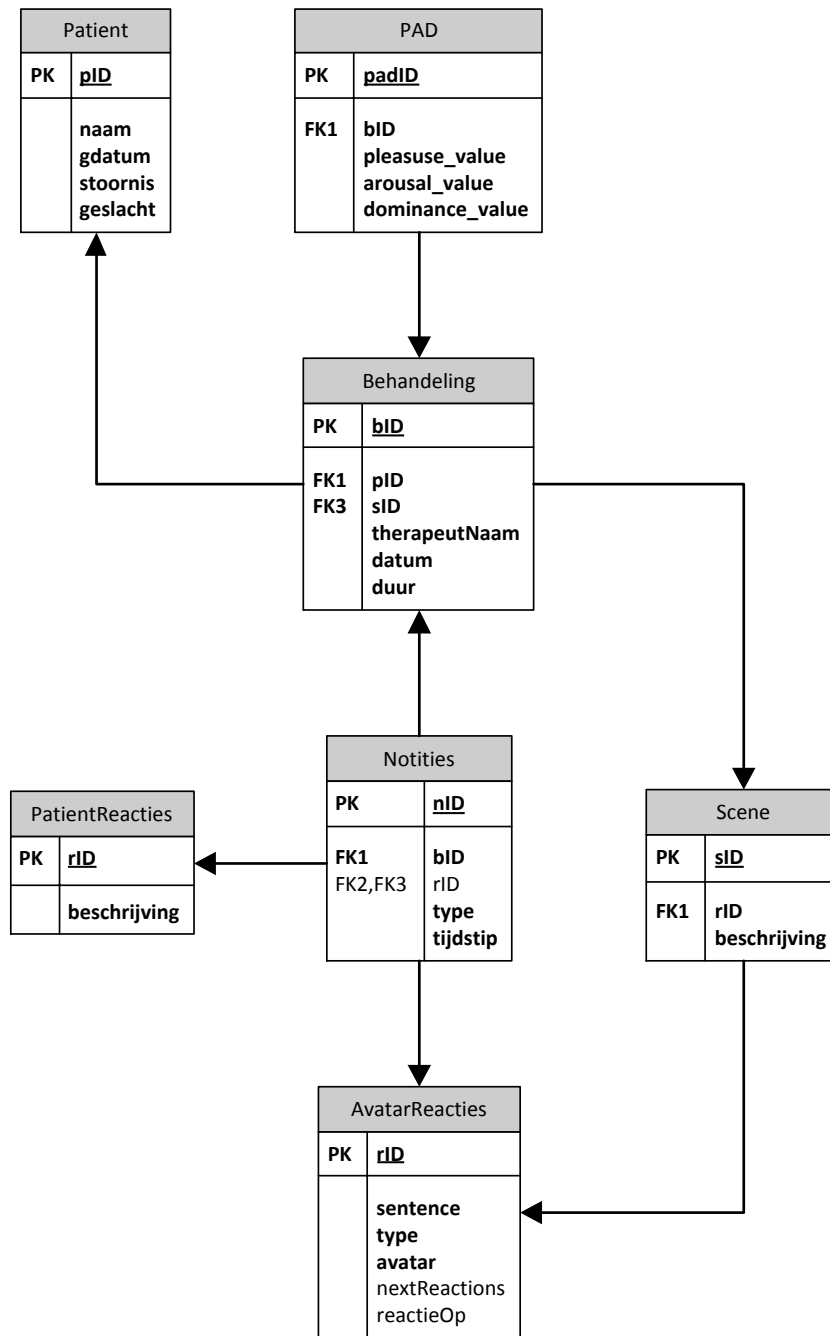 Patient
PK pID
naam
gdatum
stoornis
geslacht
PAD
PK padID
FK1 bID
pleasuse_value
arousal_value
dominance_value
Behandeling
PK bID
FK1 pID
FK3 sID
therapeutNaam
datum
duur
Notities
PK nID
FK1 bID
FK2,FK3 rID
type
tijdstip
PatientReacties
PK rID
beschrijving
Scene
PK sID
FK1 rID
beschrijving
AvatarReacties
PK rID
sentence
type
avatar
nextReactions
reactieOp